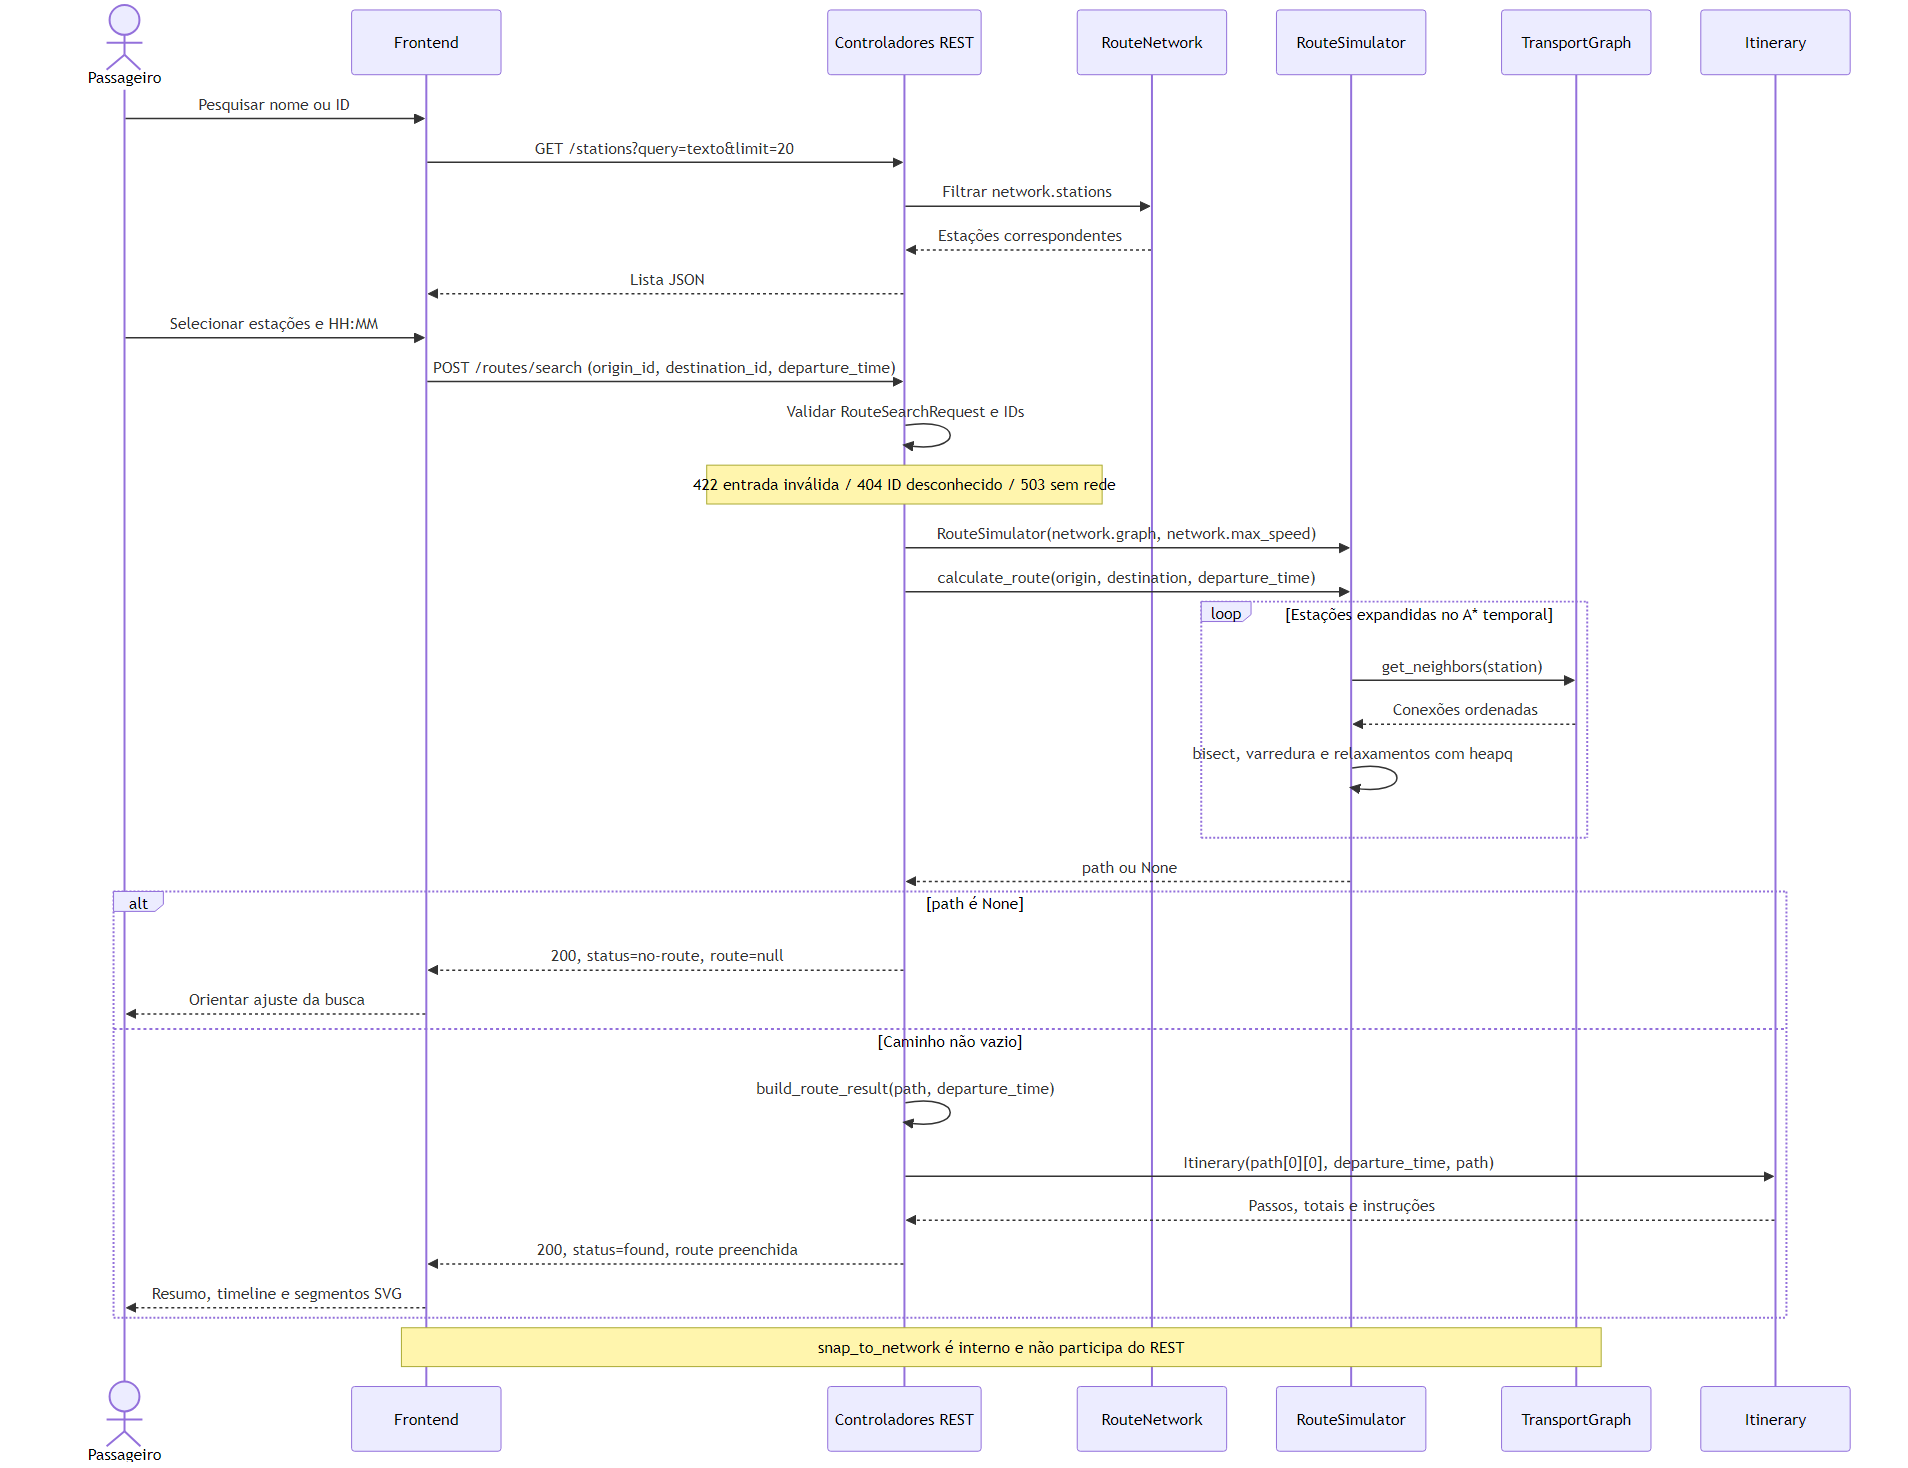 Passageiro
Frontend
Controladores REST
RouteNetwork
RouteSimulator
TransportGraph
Itinerary
Pesquisar nome ou ID
GET /stations?query=texto&limit=20
Filtrar network.stations
Estações correspondentes
Lista JSON
Selecionar estações e HH:MM
POST /routes/search (origin_id, destination_id, departure_time)
Validar RouteSearchRequest e IDs
422 entrada inválida / 404 ID desconhecido / 503 sem rede
RouteSimulator(network.graph, network.max_speed)
calculate_route(origin, destination, departure_time)
loop
[Estações expandidas no A* temporal]
get_neighbors(station)
Conexões ordenadas
bisect, varredura e relaxamentos com heapq
path ou None
alt
[path é None]
200, status=no-route, route=null
Orientar ajuste da busca
[Caminho não vazio]
build_route_result(path, departure_time)
Itinerary(path[0][0], departure_time, path)
Passos, totais e instruções
200, status=found, route preenchida
Resumo, timeline e segmentos SVG
snap_to_network é interno e não participa do REST
Passageiro
Frontend
Controladores REST
RouteNetwork
RouteSimulator
TransportGraph
Itinerary